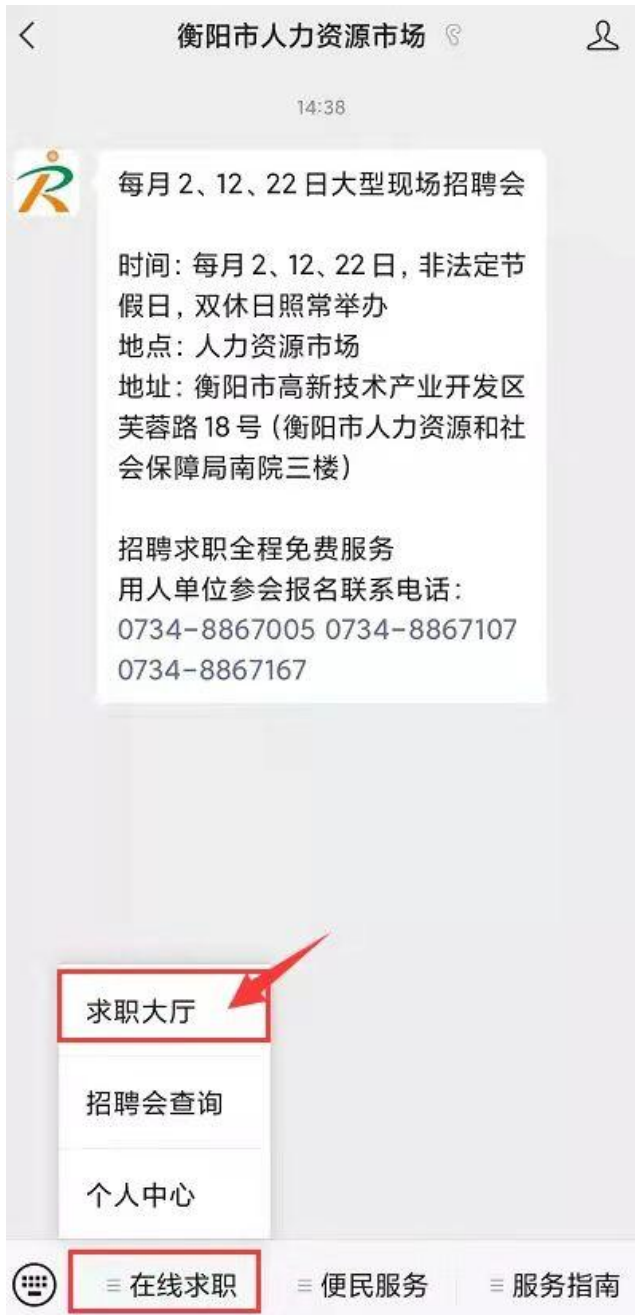 衡阳市人力资源市场
14:38
每月2、12、22日大型现场招聘会
时间：每月2、12、22日，非法定节
假日，双休日照常举办
地点：人力资源市场
地址：衡阳市高新技术产业开发区
芙蓉路18号（衡阳市人力资源和社
会保障局南院三楼）
招聘求职全程免费服务
用人单位参会报名联系电话：
0734-8867005 0734-8867107
0734-8867167
求职大厅
招聘会查询
个人中心
在线求职 便民服务 服务指南